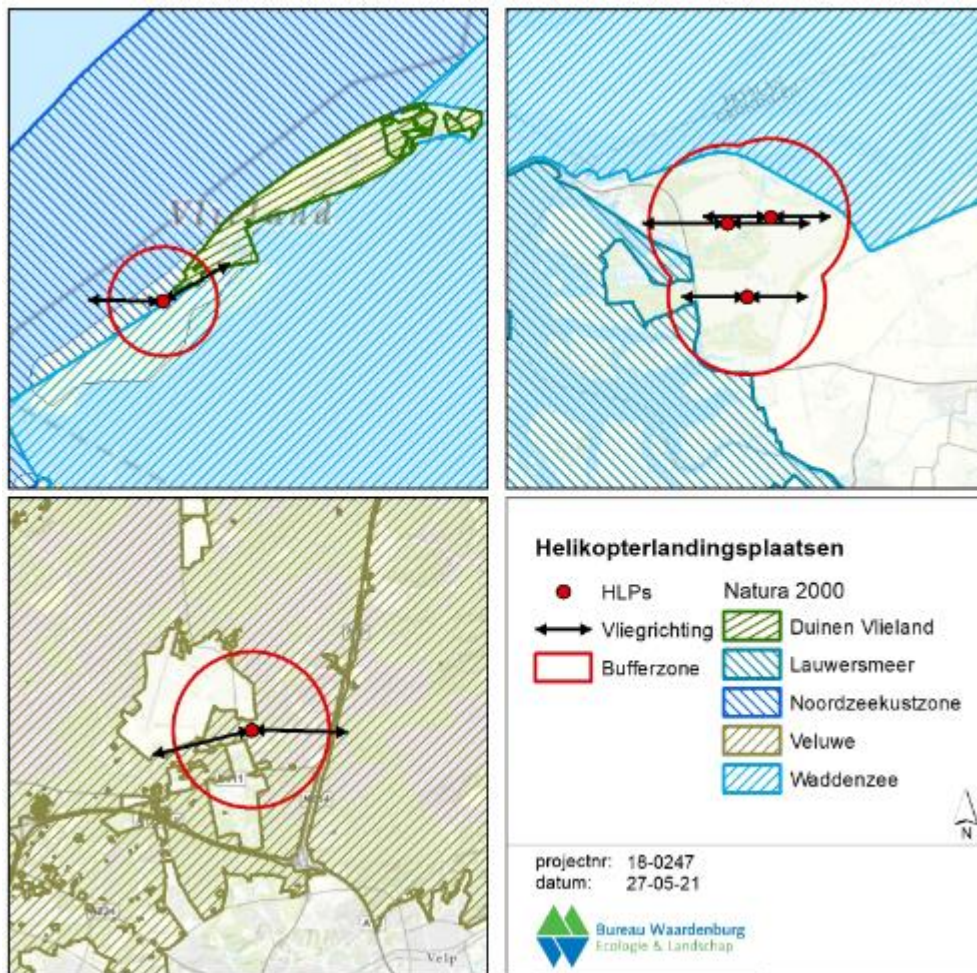 Vlieland
Helikopterlandingsplaatsen
HLPs
Vliegrichting
Bufferzone
Natura 2000
Duinen Vlieland
Lauwersmeer
Noordzeekustzone
Veluwe
Waddenzee
N
projectnr: 18-0247
datum: 27-05-21
Bureau Waardenburg
Ecologie & Landschap
Velp